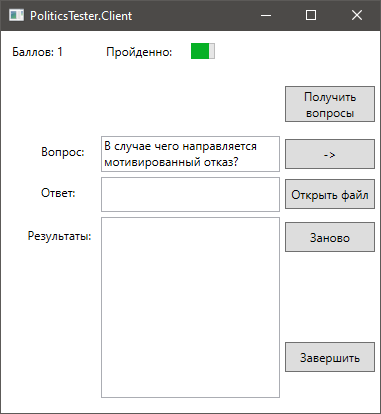 PoliticsTester.Client
Баллов: 1
Пройденно:
Получить
вопросы
Вопрос:
В случае чего направляется
мотивированный отказ?
->
Ответ:
Открыть файл
Результаты:
Заново
Завершить